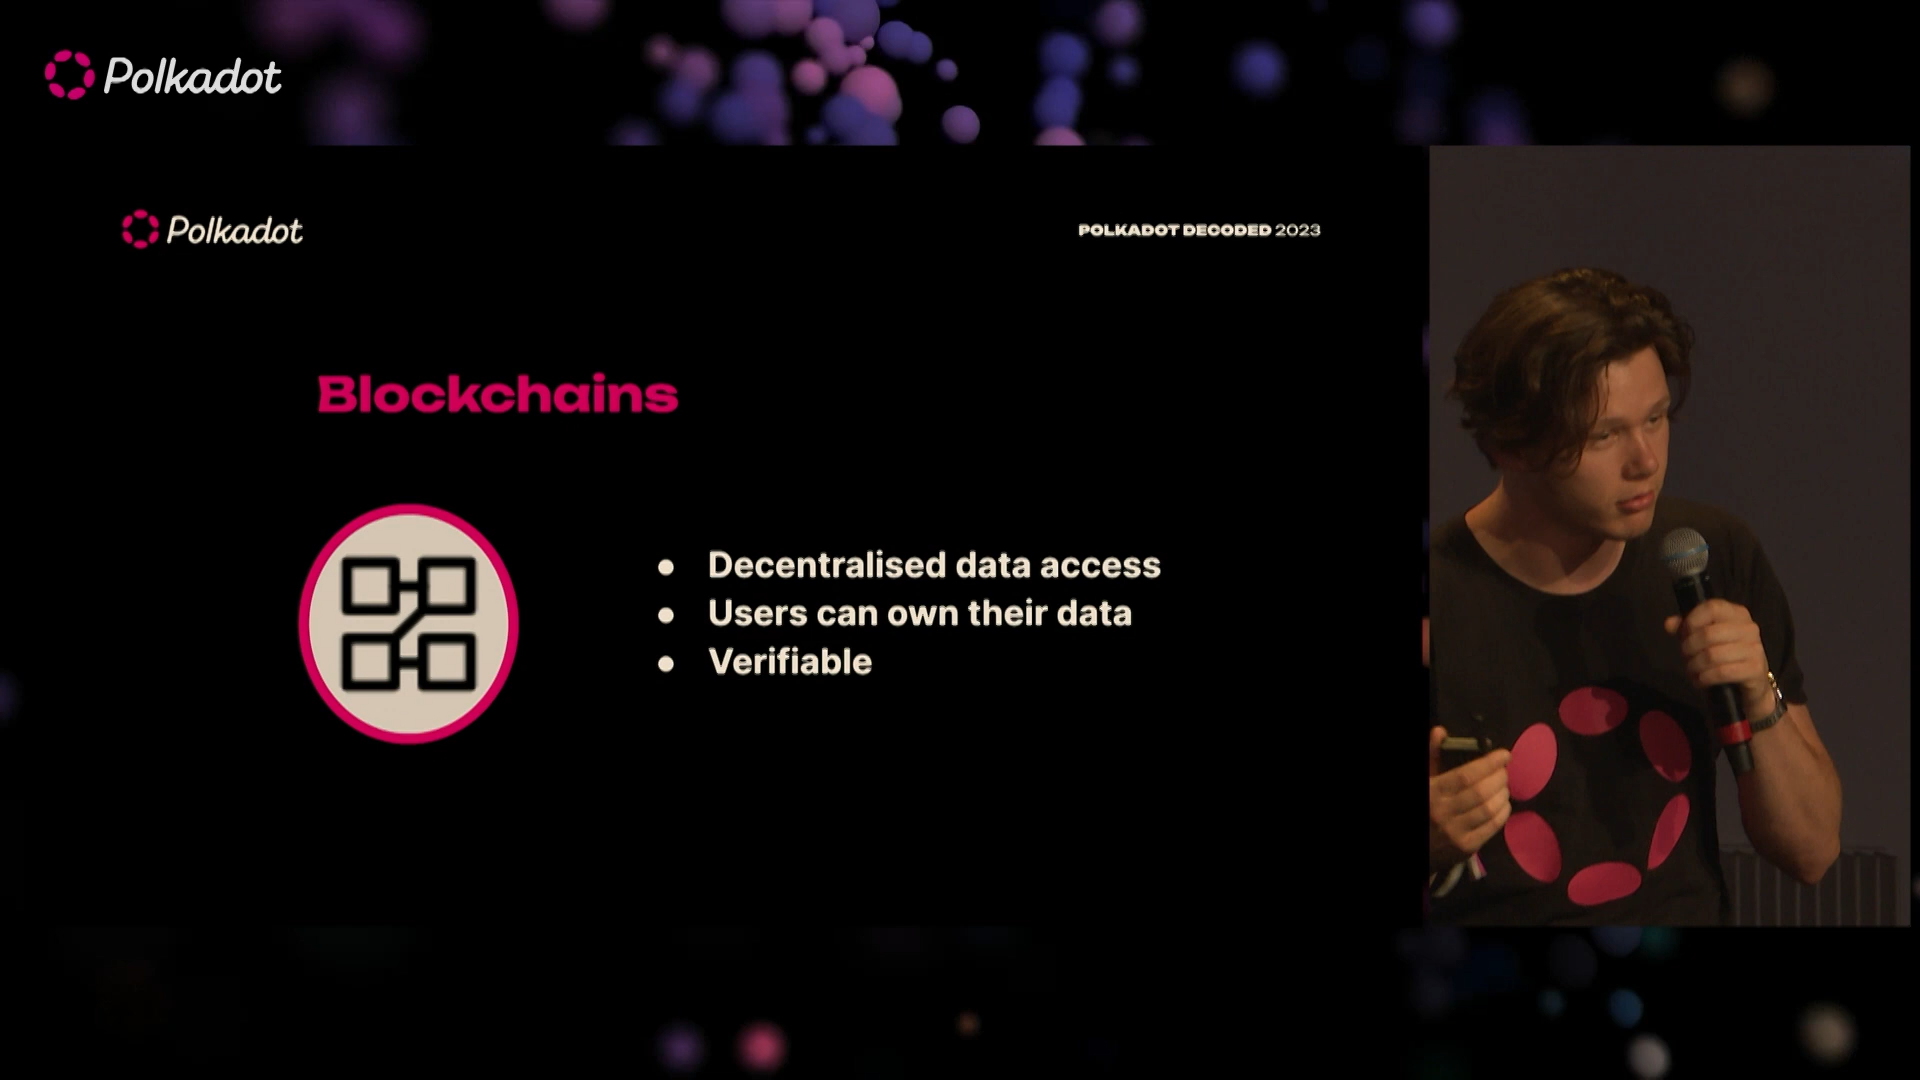 Polkadot
Polkadot
POLKADOT DECODED 2023
Blockchains
● Decentralised data access
● Users can own their data
● Verifiable